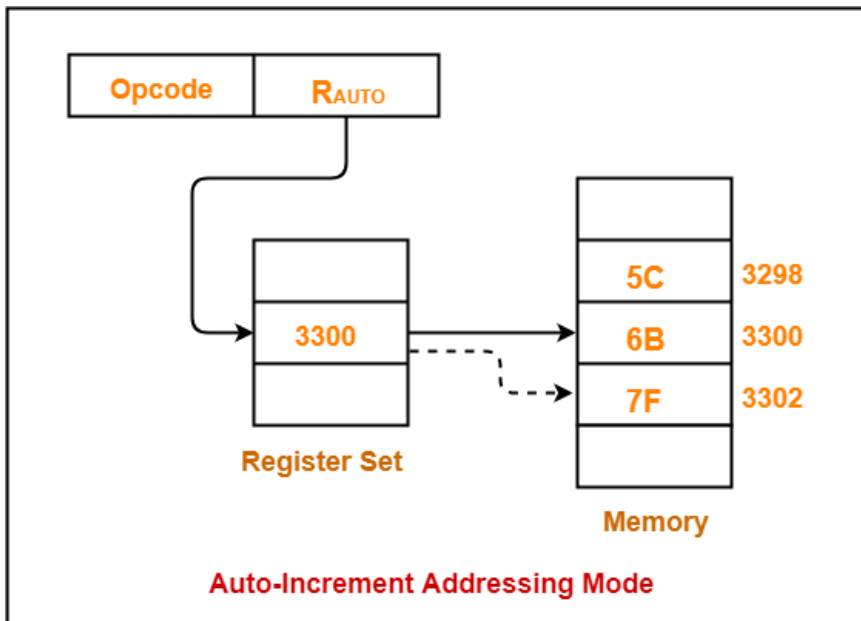 Opcode RAUTO
5C 3298
3300 6B 3300
7F 3302
Register Set
Memory
Auto-Increment Addressing Mode